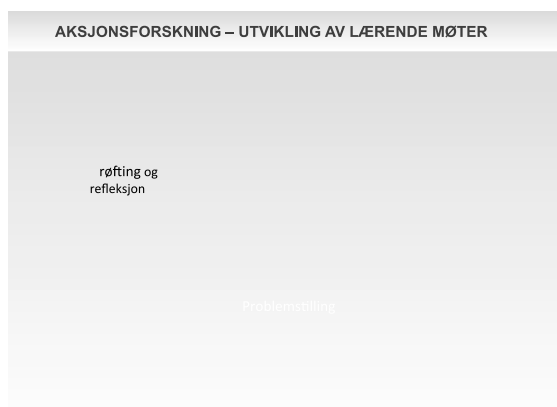 AKSJONSFORSKNING – UTVIKLING AV LÆRENDE MØTER
røfting og
refleksjon
Problemstilling